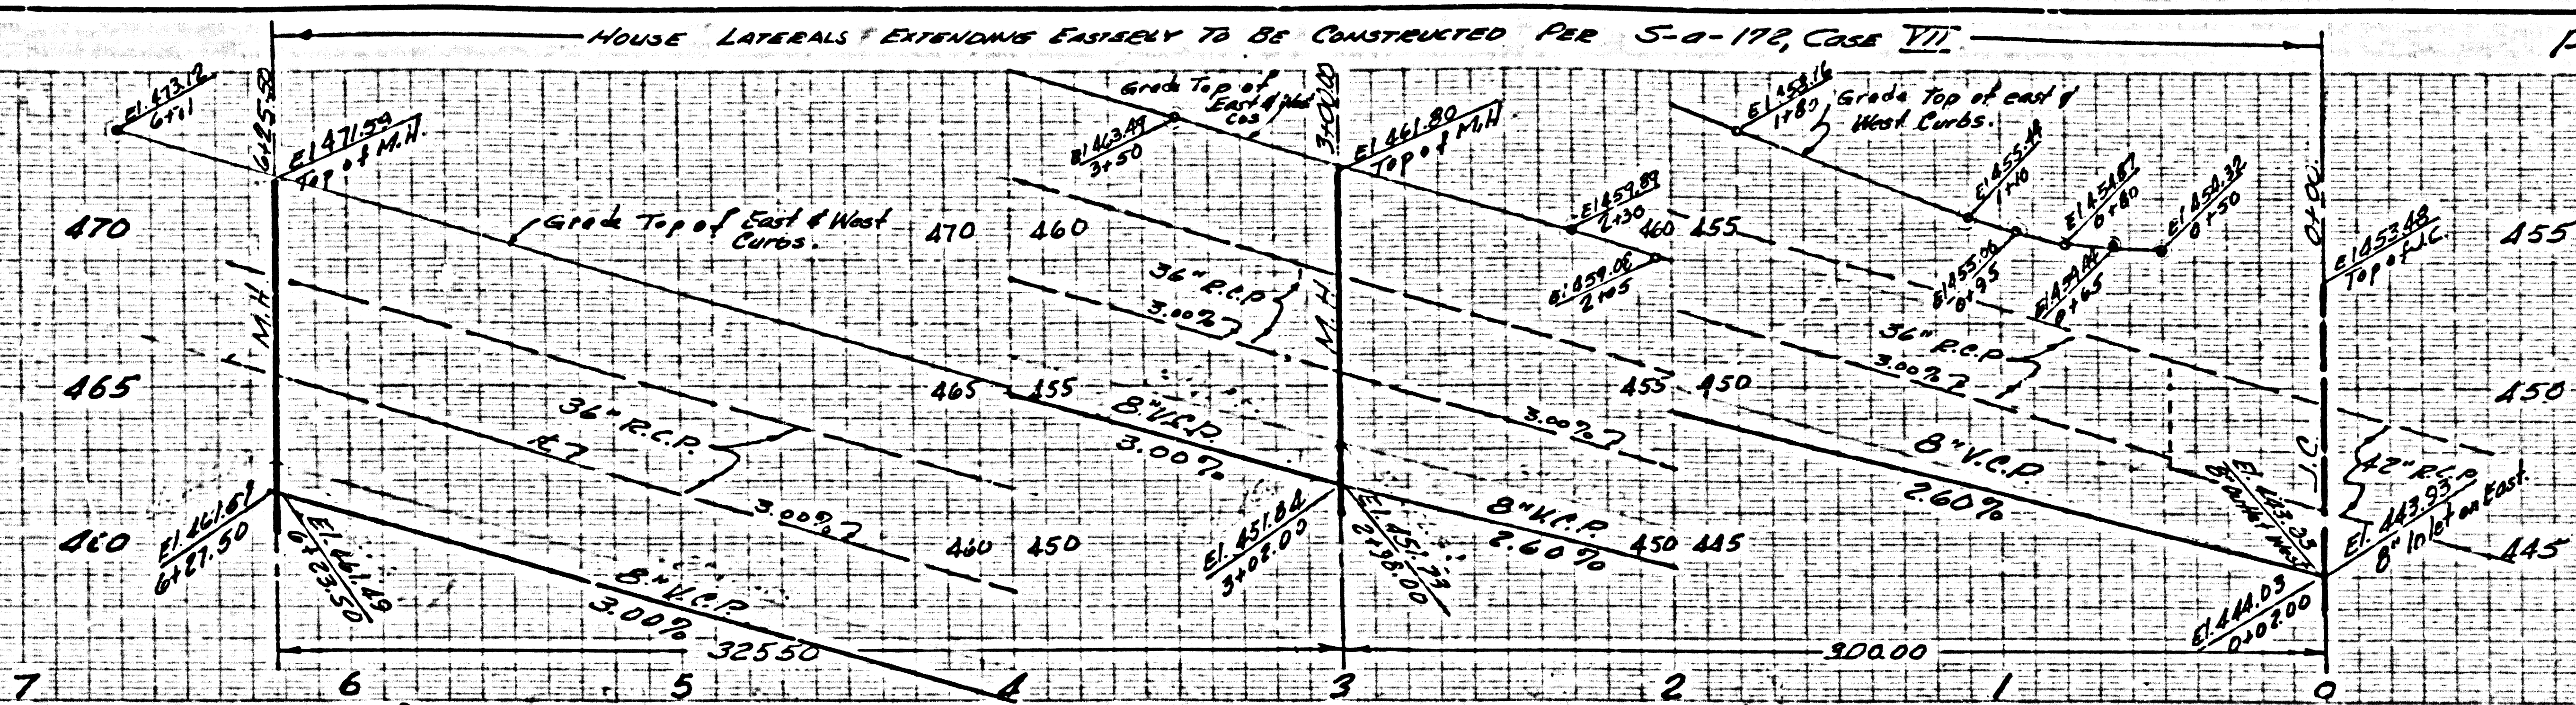 HOUSE LATERALS EXTENDING EASTERLY TO BE CONSTRUCTED PER S-a-172, CASE VII
El. 473.12
6+11
6+25.50
El 471.59
Top of M.H.
Grade Top of
East & West
El 463.49
3+50
3+00.00
El 461.80
Top of M.H.
El 458.16
1+80
Grade Top of east &
West Curbs.
El 459.89
2+30
El 459.08
2+05
El 455.44
1+10
El 455.06
0+95
El 454.87
0+80
El 454.44
0+65
El 454.32
0+50
0+00
El 453.48
470
Grade Top of East & West
Curbs.
470 460
460 455
455
M.H.
36" R.C.P.
3.00%
M.H.
36" R.C.P.
3.00%
465
465 455
455 450
450
36" R.C.P.
3.00%
8" V.C.P.
3.00%
3.00%
8" V.C.P.
2.60%
J.C.
42" R.C.P.
460
El. 461.61
6+27.50
El. 461.49
6+23.50
460 450
El. 451.84
3+02.00
El. 451.73
2+98.00
8" V.C.P.
2.60%
450 445
El. 443.93
8" Inlet on East.
445
El. 444.03
0+02.00
8" V.C.P.
3.00%
325.50
300.00
7 6 5 4 3 2 1 0